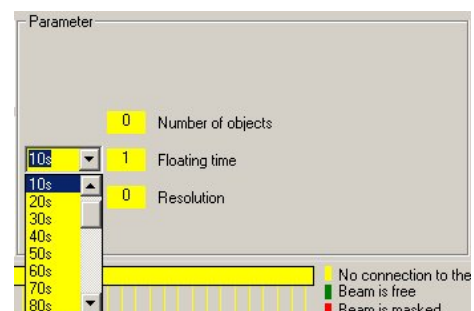 Parameter
0 Number of objects
10s 1 Floating time
10s
20s
0 Resolution
30s
40s
50s
60s
70s
80s
No connection to the
Beam is free
Beam is masked